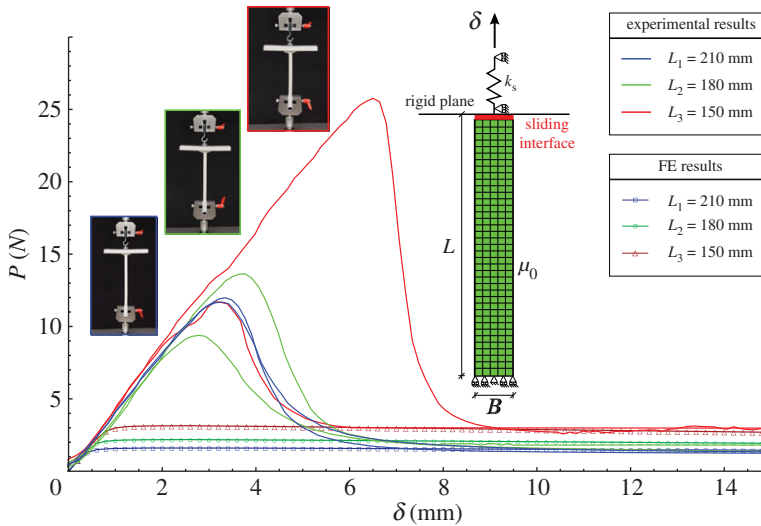 experimental results
L₁ = 210 mm
L₂ = 180 mm
L₃ = 150 mm
FE results
L₁ = 210 mm
L₂ = 180 mm
L₃ = 150 mm
δ
kₛ
rigid plane
sliding
interface
L
μ₀
B
P (N)
25
20
15
10
5
0
2
4
6
8
10
12
14
δ (mm)